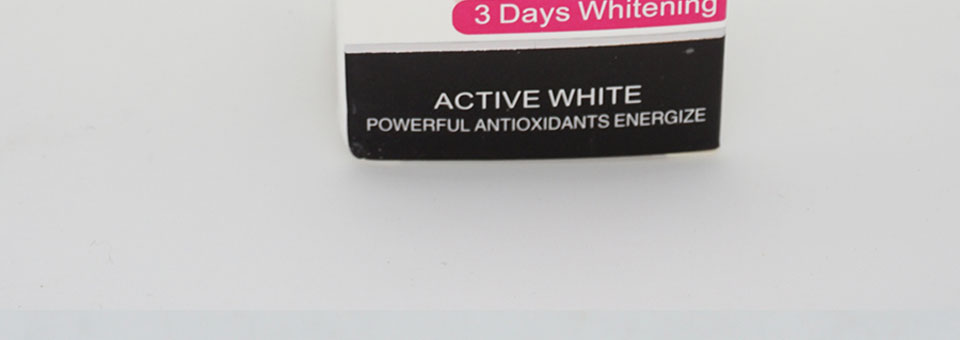 3 Days Whitening
ACTIVE WHITE
POWERFUL ANTIOXIDANTS ENERGIZE